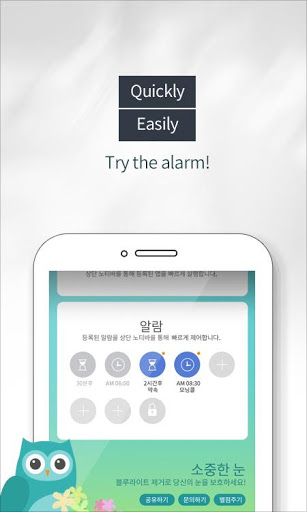 Quickly
Easily
Try the alarm!
상단 노티바를 통해 등록된 앱을 빠르게 실행합니다.
알람
등록된 알람을 상단 노티바를 통해 빠르게 제어합니다.
30분후
AM 06:00
2시간후
약속
AM 08:30
모닝콜
소중한 눈
블루라이트 제거로 당신의 눈을 보호하세요!
공유하기
문의하기
별점주기